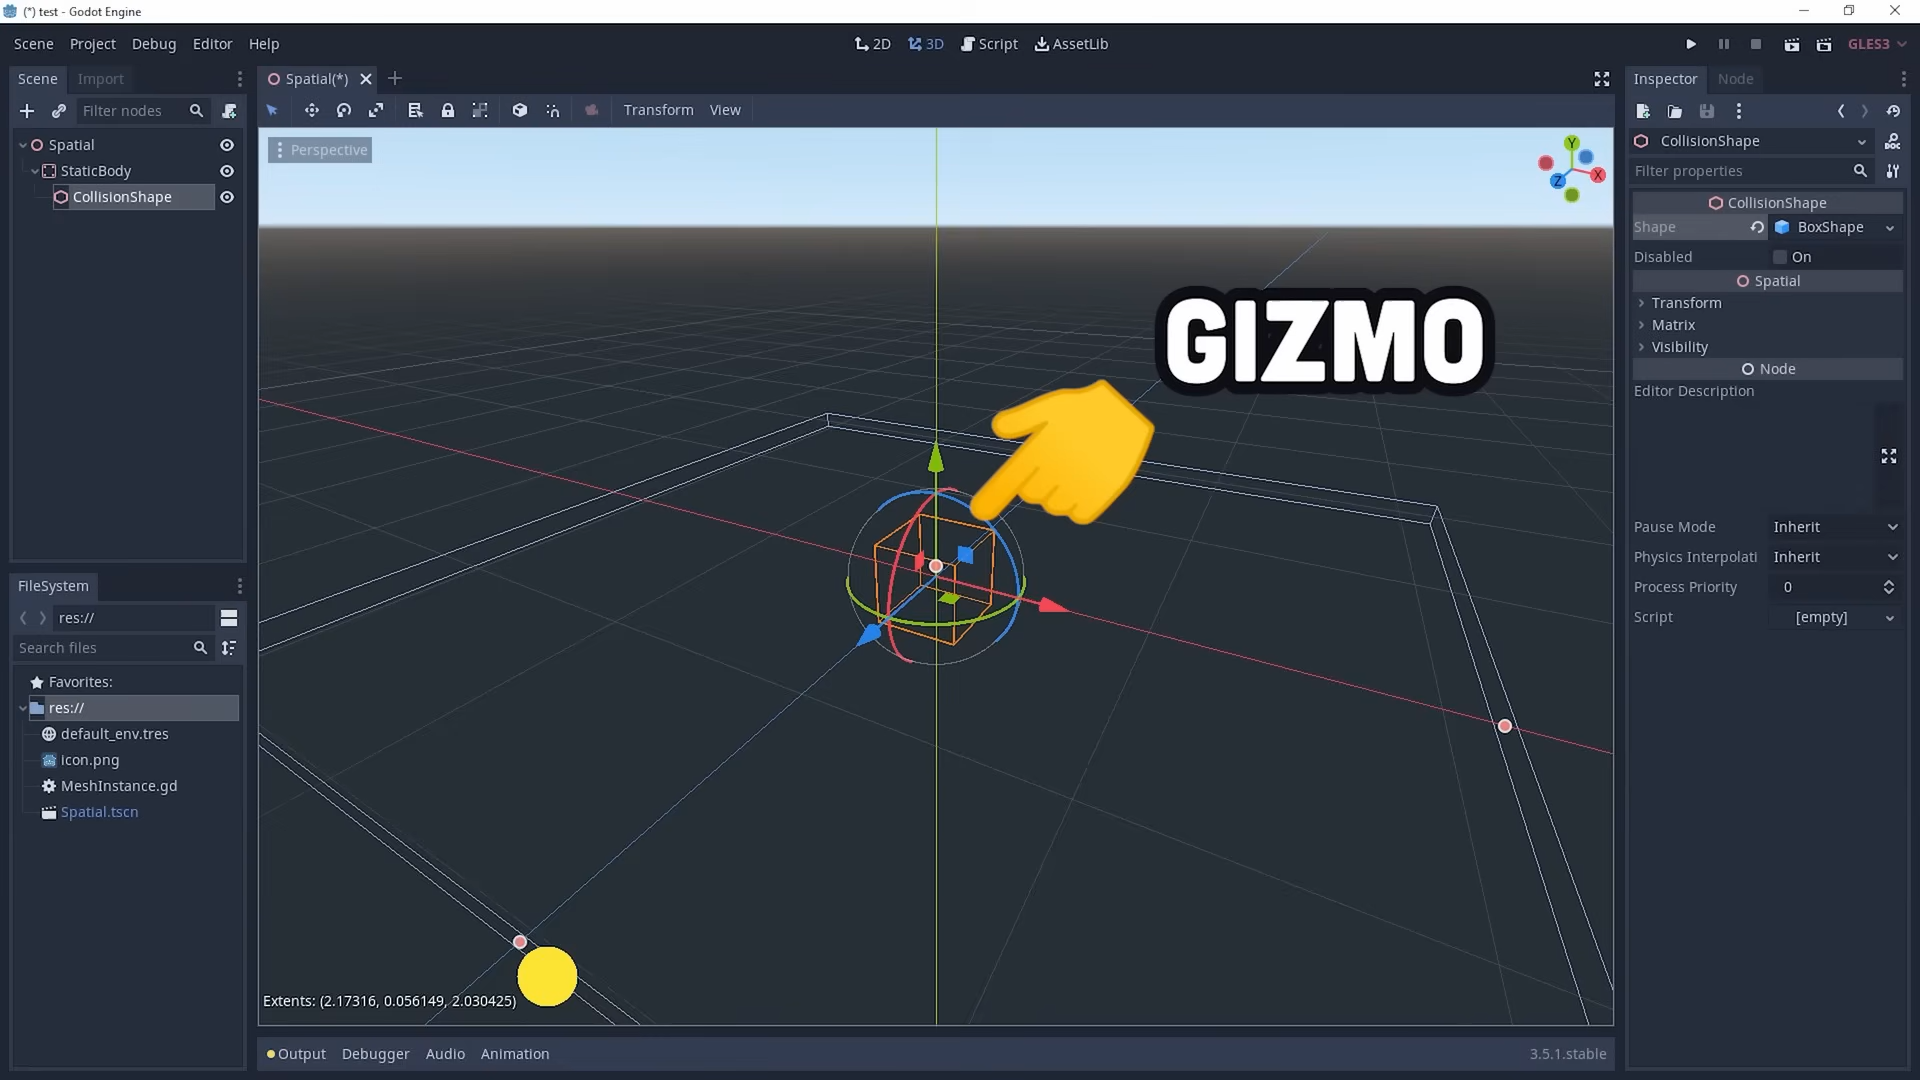 (*) test - Godot Engine
Scene Project Debug Editor Help
2D 3D Script AssetLib
GLES3
Scene Import
Filter nodes
Spatial
StaticBody
CollisionShape
Spatial(*)
Transform View
Perspective
Y
X
Z
GIZMO
Extents: (2.17316, 0.056149, 2.030425)
Output Debugger Audio Animation
3.5.1.stable
FileSystem
res://
Search files
Favorites:
res://
default_env.tres
icon.png
MeshInstance.gd
Spatial.tscn
Inspector Node
CollisionShape
DOC
Filter properties
CollisionShape
Shape BoxShape
Disabled On
Spatial
Transform
Matrix
Visibility
Node
Editor Description
Pause Mode Inherit
Physics Interpolati Inherit
Process Priority 0
Script [empty]